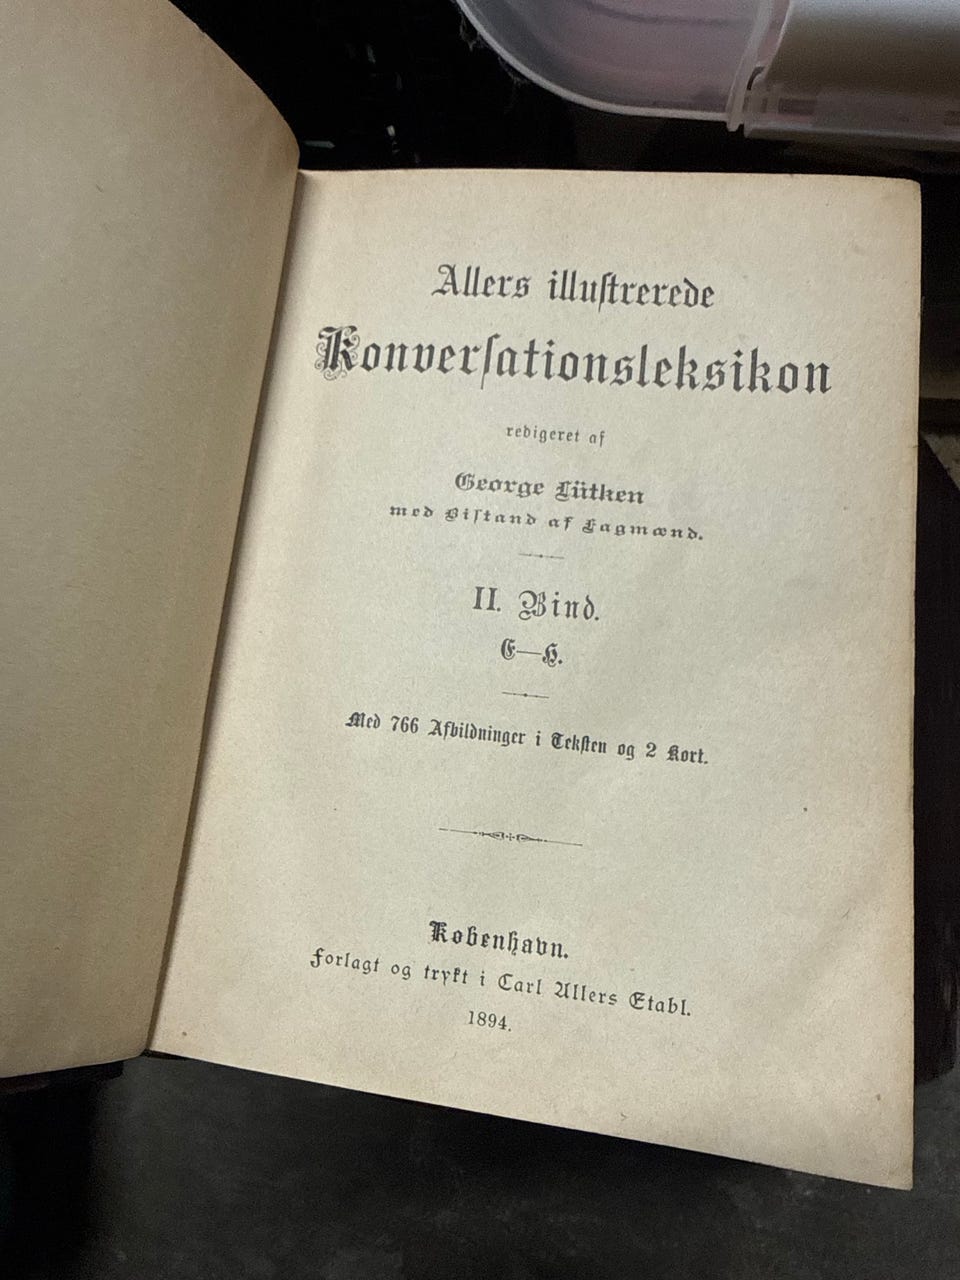 Allers illuſtrerede
Konverſationsleksikon
redigeret af
George Lütken
med Biſtand af Fagmænd.
II. Bind.
E—H.
Med 766 Afbildninger i Tekſten og 2 Kort.
København.
Forlagt og trykt i Carl Allers Etabl.
1894.